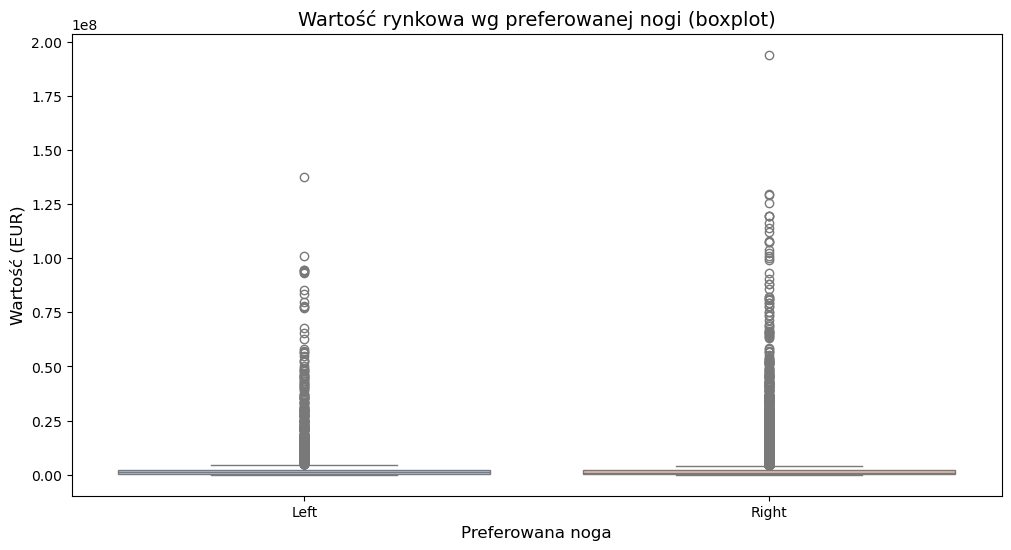 Wartość rynkowa wg preferowanej nogi (boxplot)
1e8
2.00
1.75
1.50
1.25
1.00
0.75
0.50
0.25
0.00
Wartość (EUR)
Left
Right
Preferowana noga